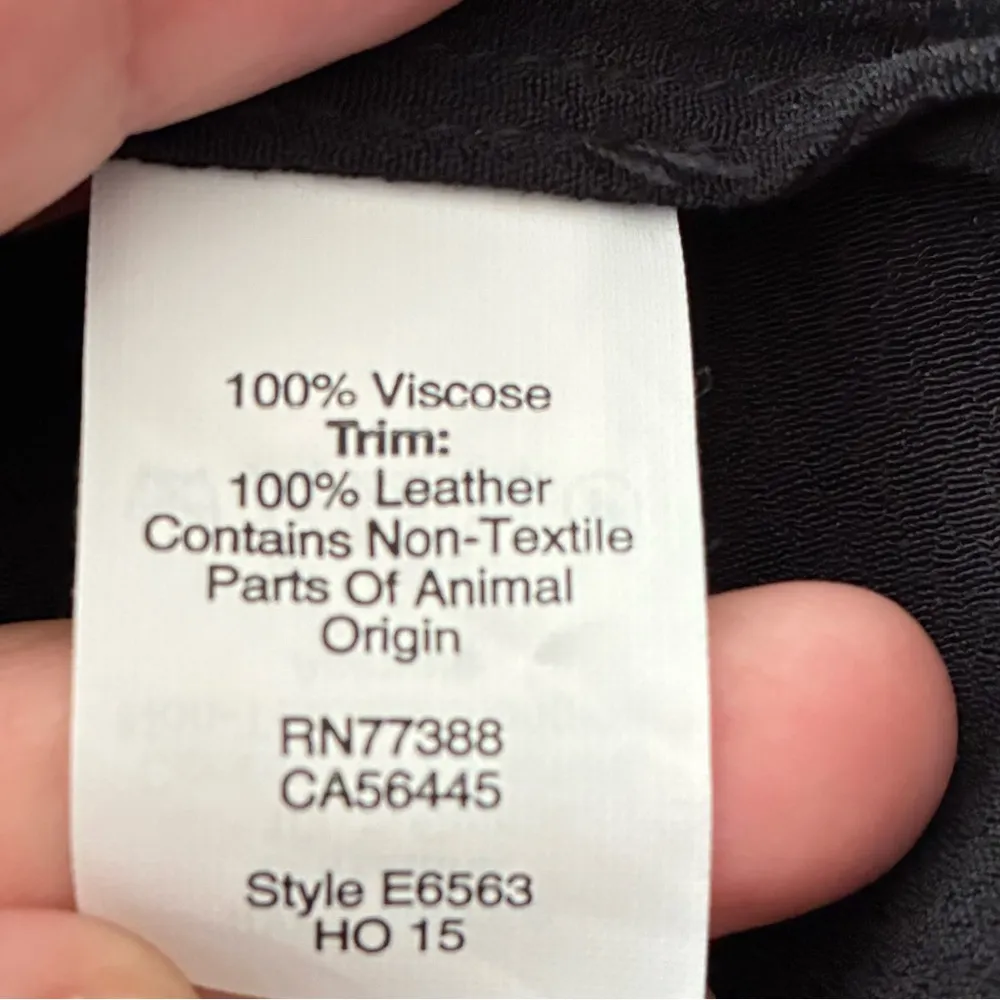 100% Viscose
Trim:
100% Leather
Contains Non-Textile
Parts Of Animal
Origin
RN77388
CA56445
Style E6563
HO 15